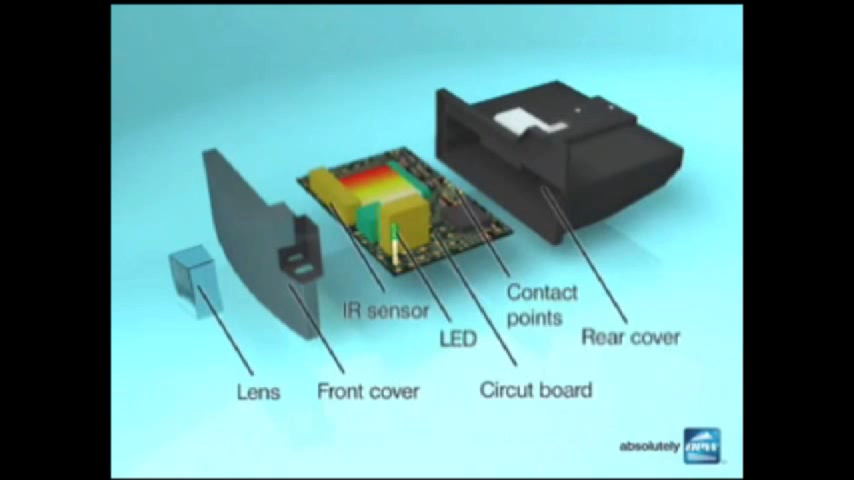 IR sensor
LED
Contact
points
Rear cover
Lens
Front cover
Circut board
absolutely